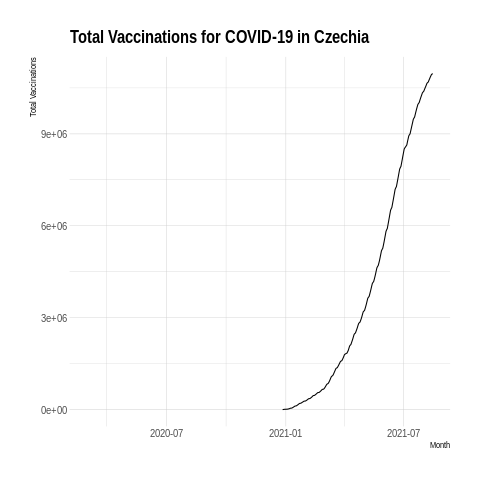 Total Vaccinations for COVID-19 in Czechia
Total Vaccinations
9e+06
6e+06
3e+06
0e+00
2020-07 2021-01 2021-07
Month